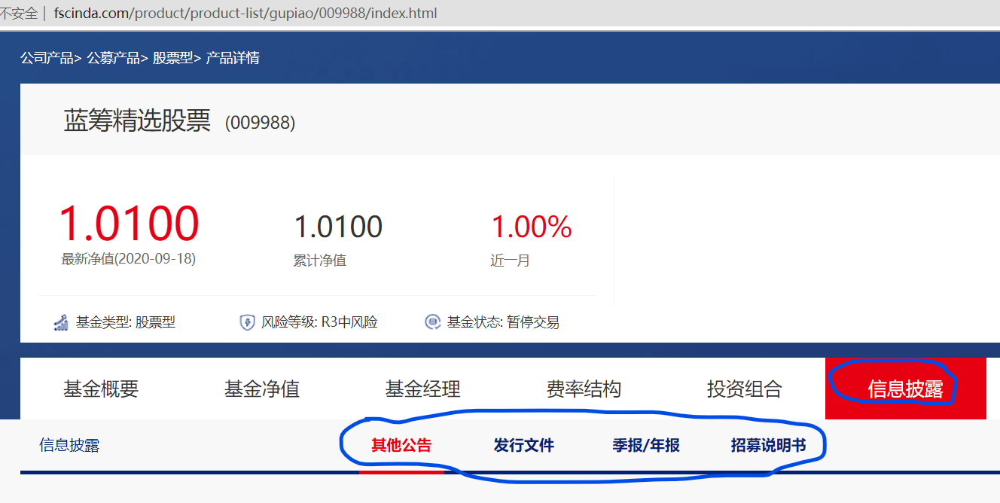 不安全 | fscinda.com/product/product-list/gupiao/009988/index.html
公司产品> 公募产品> 股票型> 产品详情
蓝筹精选股票 (009988)
1.0100 1.0100 1.00%
最新净值(2020-09-18) 累计净值 近一月
基金类型: 股票型 风险等级: R3中风险 基金状态: 暂停交易
基金概要 基金净值 基金经理 费率结构 投资组合 信息披露
信息披露 其他公告 发行文件 季报/年报 招募说明书